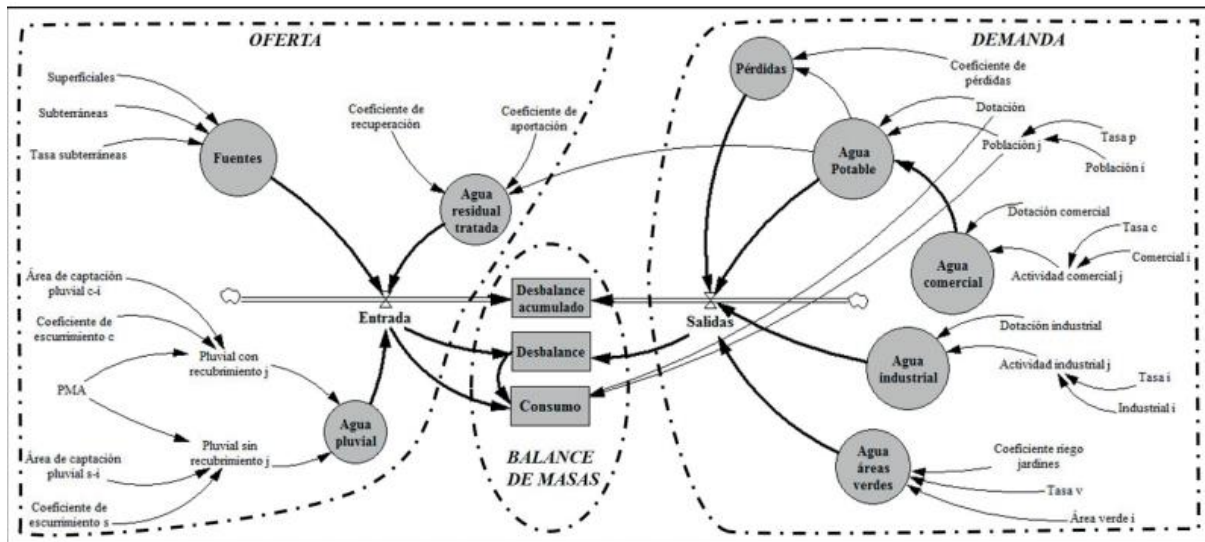 OFERTA
Superficiales
Subterráneas
Tasa subterráneas
Fuentes
Coeficiente de
recuperación
Coeficiente de
aportación
Agua
residual
tratada
Área de captación
pluvial c-i
Coeficiente de
escurrimiento c
PMA
Pluvial con
recubrimiento j
Pluvial sin
recubrimiento j
Área de captación
pluvial s-i
Coeficiente de
escurrimiento s
Agua
pluvial
Entrada
Desbalance
acumulado
Desbalance
Consumo
BALANCE
DE MASAS
Salidas
DEMANDA
Pérdidas
Coeficiente de
pérdidas
Dotación
Agua
Potable
Población j
Tasa p
Población i
Dotación comercial
Tasa c
Comercial i
Actividad comercial j
Agua
comercial
Dotación industrial
Actividad industrial j
Tasa i
Industrial i
Agua
industrial
Agua
áreas
verdes
Coeficiente riego
jardines
Tasa v
Área verde i